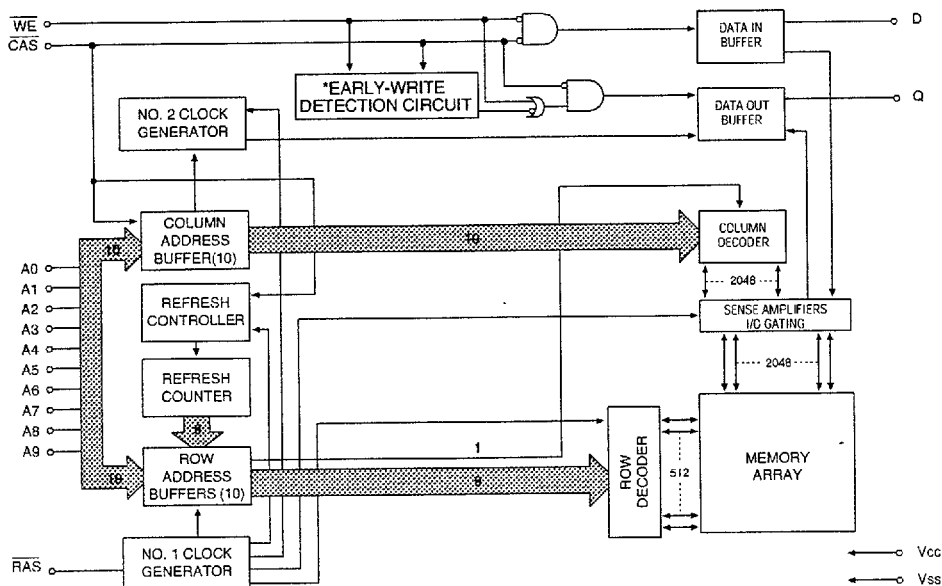 WE
CAS
D
DATA IN
BUFFER
*EARLY-WRITE
DETECTION CIRCUIT
NO. 2 CLOCK
GENERATOR
DATA OUT
BUFFER
Q
COLUMN
ADDRESS
BUFFER(10)
10
10
COLUMN
DECODER
A0
A1
A2
A3
A4
A5
A6
A7
A8
A9
REFRESH
CONTROLLER
2048
SENSE AMPLIFIERS
I/O GATING
2048
REFRESH
COUNTER
9
ROW
ADDRESS
BUFFERS (10)
10
1
9
ROW
DECODER
512
MEMORY
ARRAY
RAS
NO. 1 CLOCK
GENERATOR
Vcc
Vss